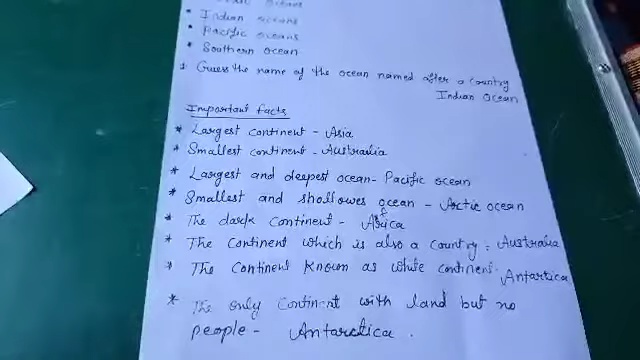 * Indian oceans
* Pacific oceans
* Southern ocean
Guess the name of the ocean named after a country
Indian Ocean
Important facts
* Largest continent - Asia
* Smallest continent - Australia
* Largest and deepest ocean - Pacific ocean
* Smallest and shollowes ocean - Arctic ocean
* The dark continent - Africa
* The Continent which is also a country - Australia
* The Continent known as white continent - Antartica
* The only Continent with land but no
people - Antarctica .